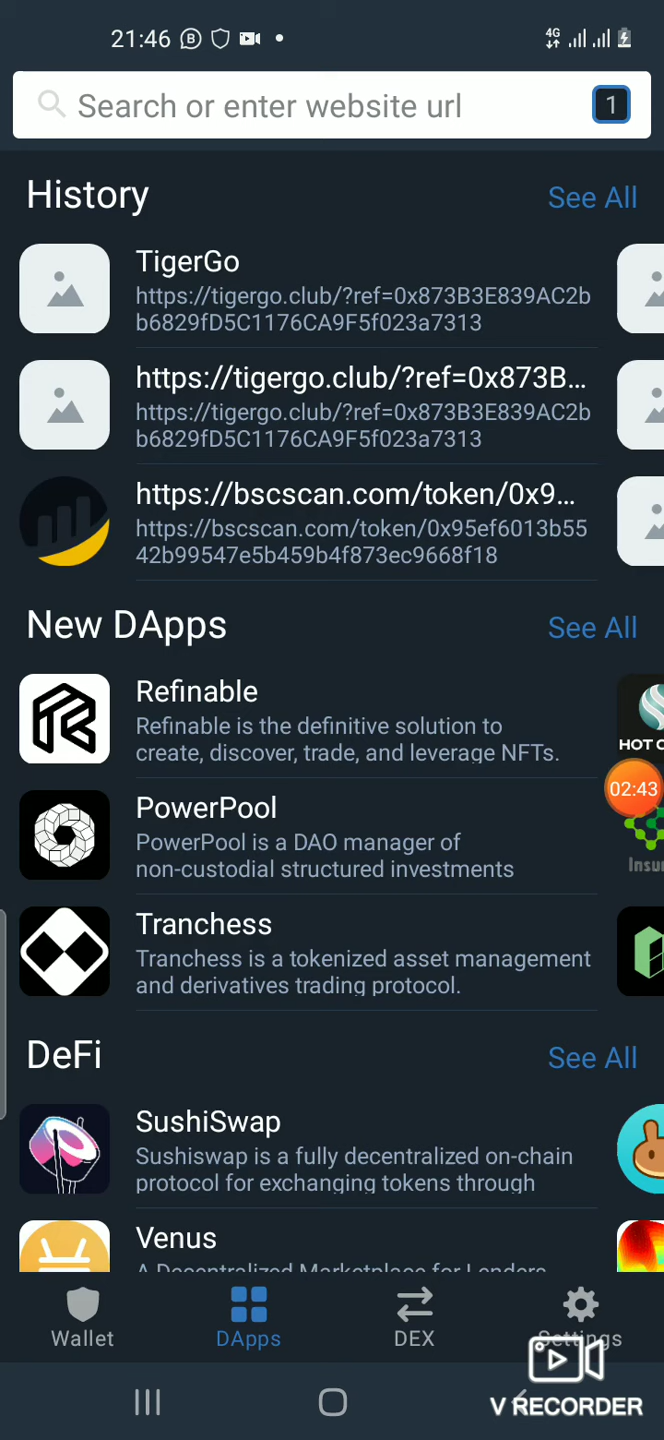 21:46
4G
Search or enter website url
1
History
See All
TigerGo
https://tigergo.club/?ref=0x873B3E839AC2b
b6829fD5C1176CA9F5f023a7313
https://tigergo.club/?ref=0x873B...
https://tigergo.club/?ref=0x873B3E839AC2b
b6829fD5C1176CA9F5f023a7313
https://bscscan.com/token/0x9...
https://bscscan.com/token/0x95ef6013b55
42b99547e5b459b4f873ec9668f18
New DApps
See All
Refinable
Refinable is the definitive solution to
create, discover, trade, and leverage NFTs.
HOT
02:43
PowerPool
PowerPool is a DAO manager of
non-custodial structured investments
Tranchess
Tranchess is a tokenized asset management
and derivatives trading protocol.
DeFi
See All
SushiSwap
Sushiswap is a fully decentralized on-chain
protocol for exchanging tokens through
Venus
A Decentralized Marketplace for Lenders
Wallet
DApps
DEX
Settings
V RECORDER